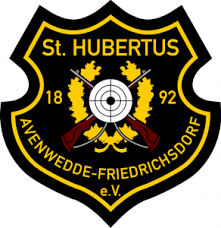 St. HUBERTUS
18 92
AVENWEDDE-FRIEDRICHSDORF
e.V.